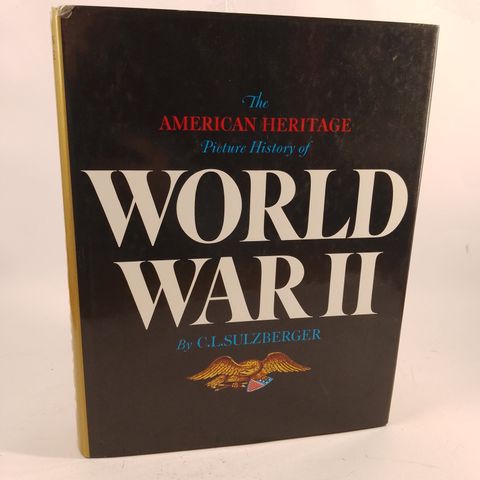 The
AMERICAN HERITAGE
Picture History of
WORLD
WAR II
By C.L.SULZBERGER